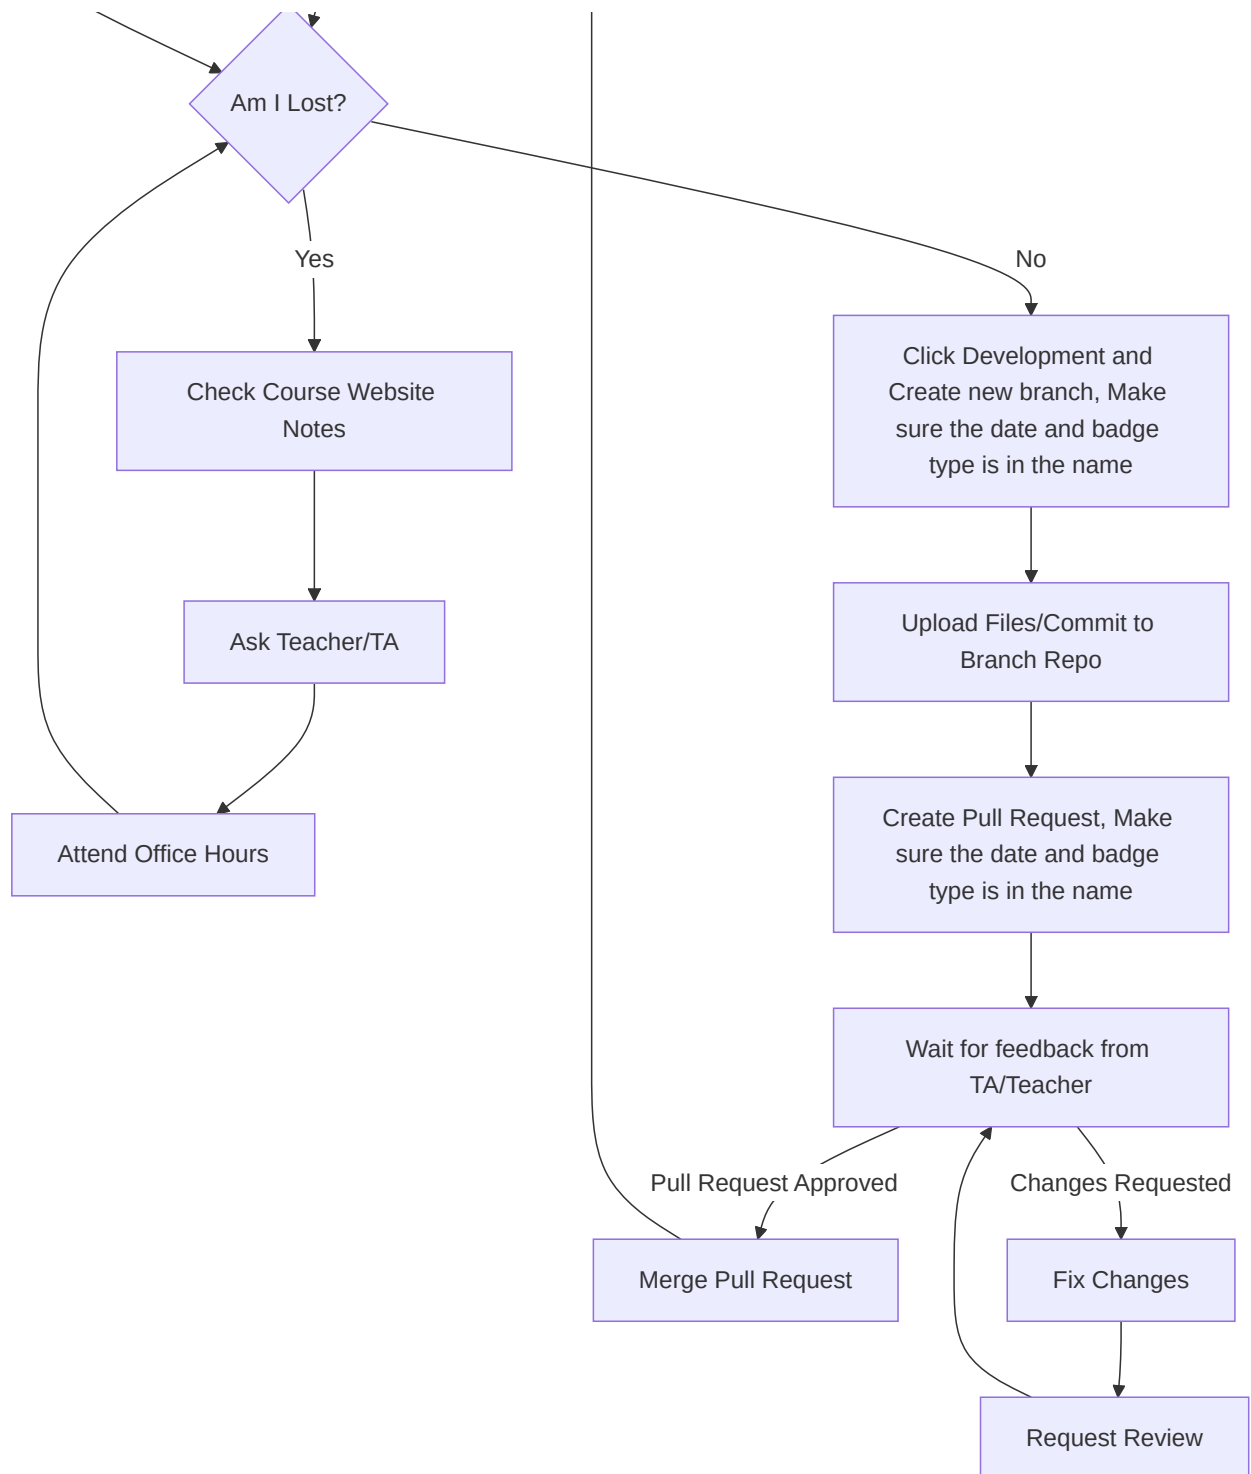 Am I Lost?
Yes
No
Check Course Website
Notes
Click Development and
Create new branch, Make
sure the date and badge
type is in the name
Ask Teacher/TA
Upload Files/Commit to
Branch Repo
Attend Office Hours
Create Pull Request, Make
sure the date and badge
type is in the name
Wait for feedback from
TA/Teacher
Pull Request Approved
Changes Requested
Merge Pull Request
Fix Changes
Request Review